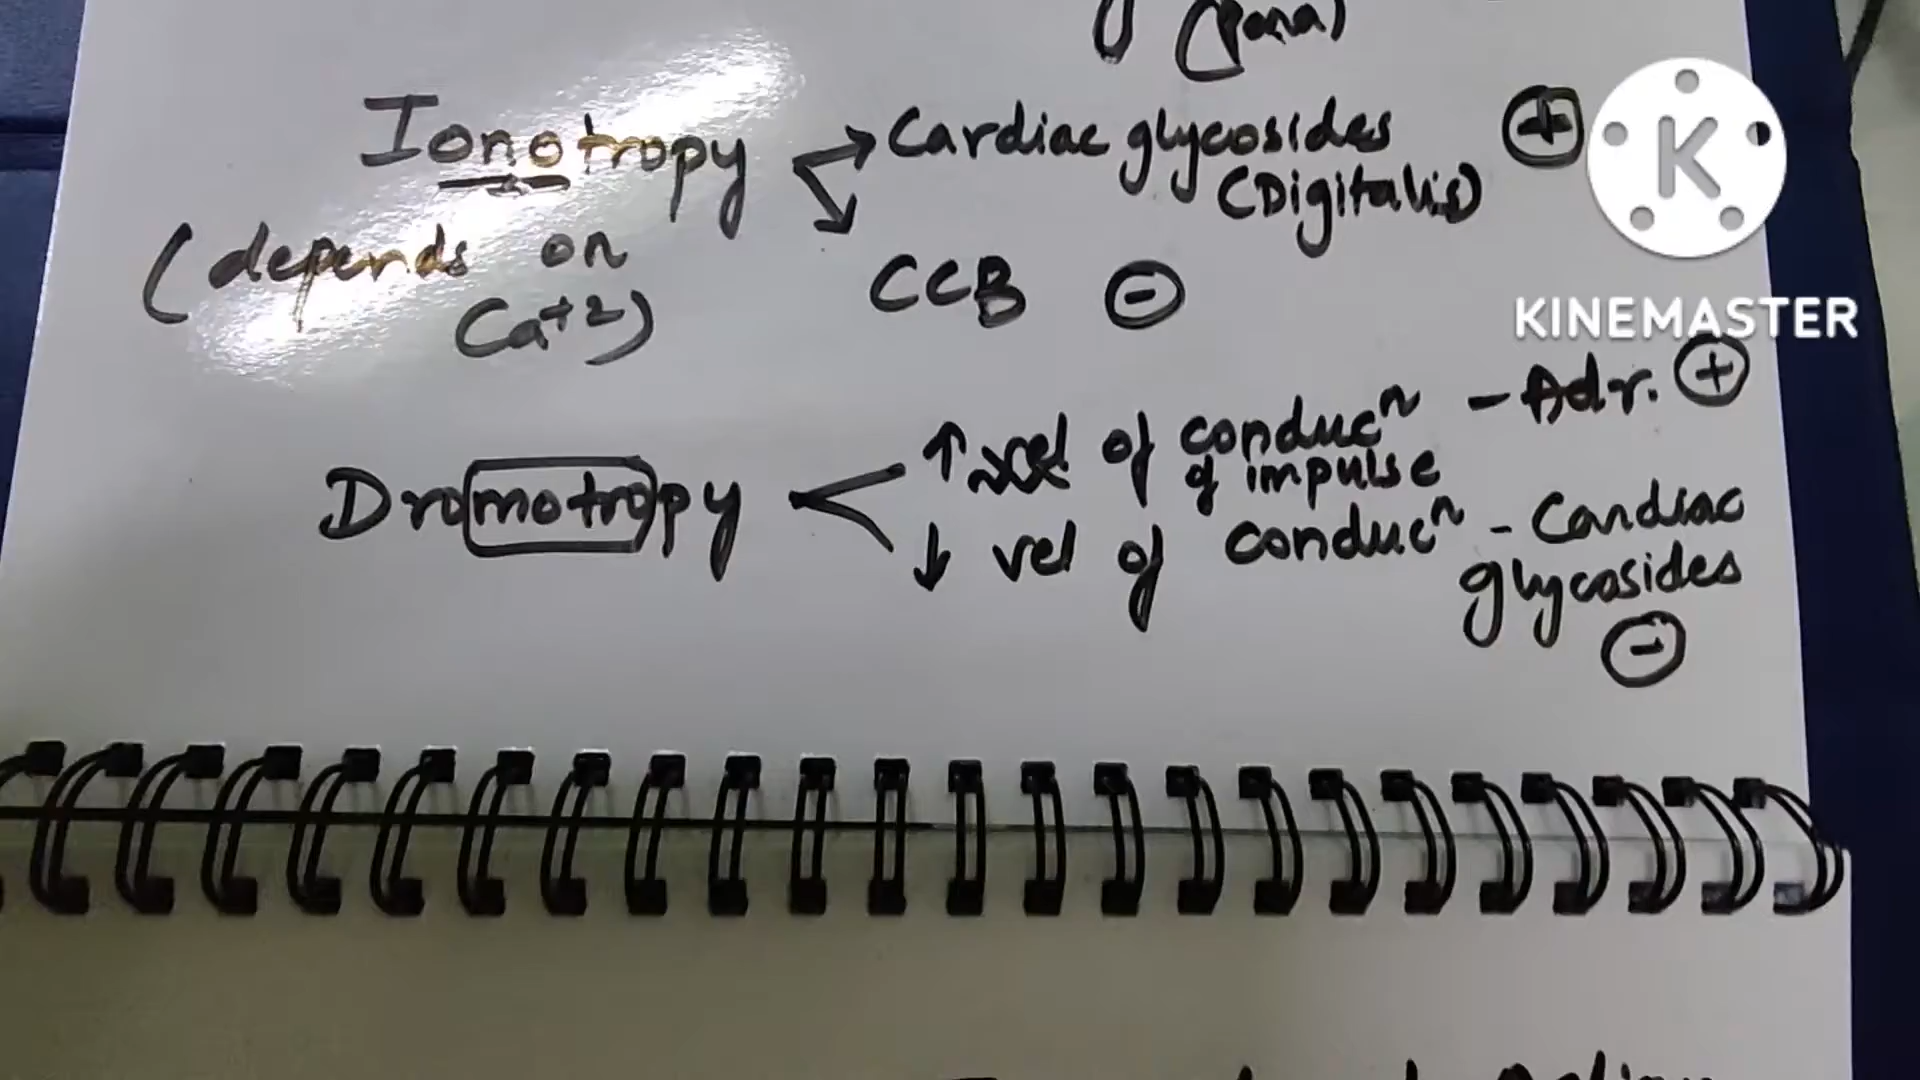 (para)
Ionotropy → Cardiac glycosides +
(Digitalis)
(depends on
Ca+2)
CCB -
KINEMASTER
Dromotropy
↑ vel of conducn - Adr. +
of impulse
↓ vel of conducn - Cardiac
glycosides
-